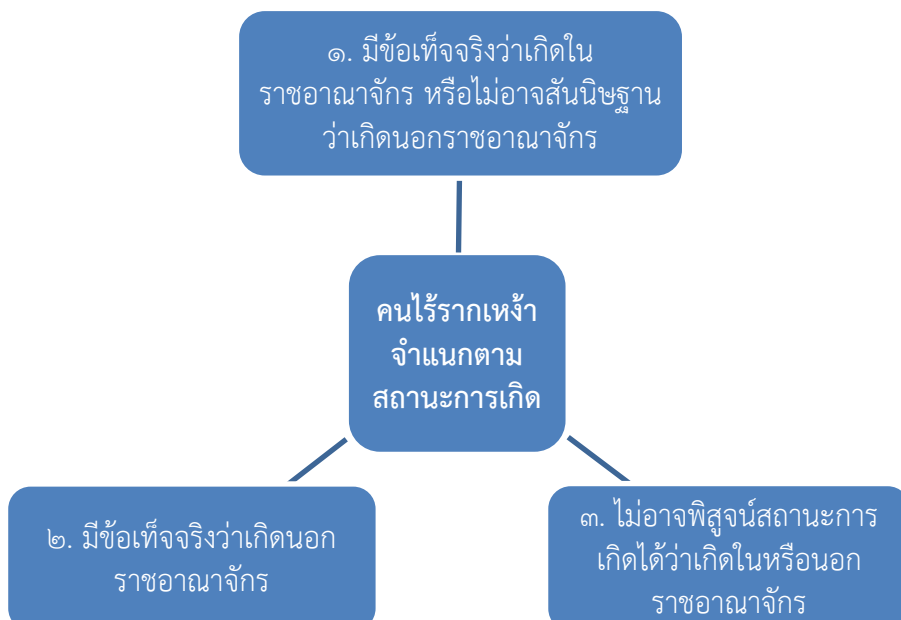 ๑. มีข้อเท็จจริงว่าเกิดใน
ราชอาณาจักร หรือไม่อาจสันนิษฐาน
ว่าเกิดนอกราชอาณาจักร
คนไร้รากเหง้า
จำแนกตาม
สถานะการเกิด
๒. มีข้อเท็จจริงว่าเกิดนอก
ราชอาณาจักร
๓. ไม่อาจพิสูจน์สถานะการ
เกิดได้ว่าเกิดในหรือนอก
ราชอาณาจักร